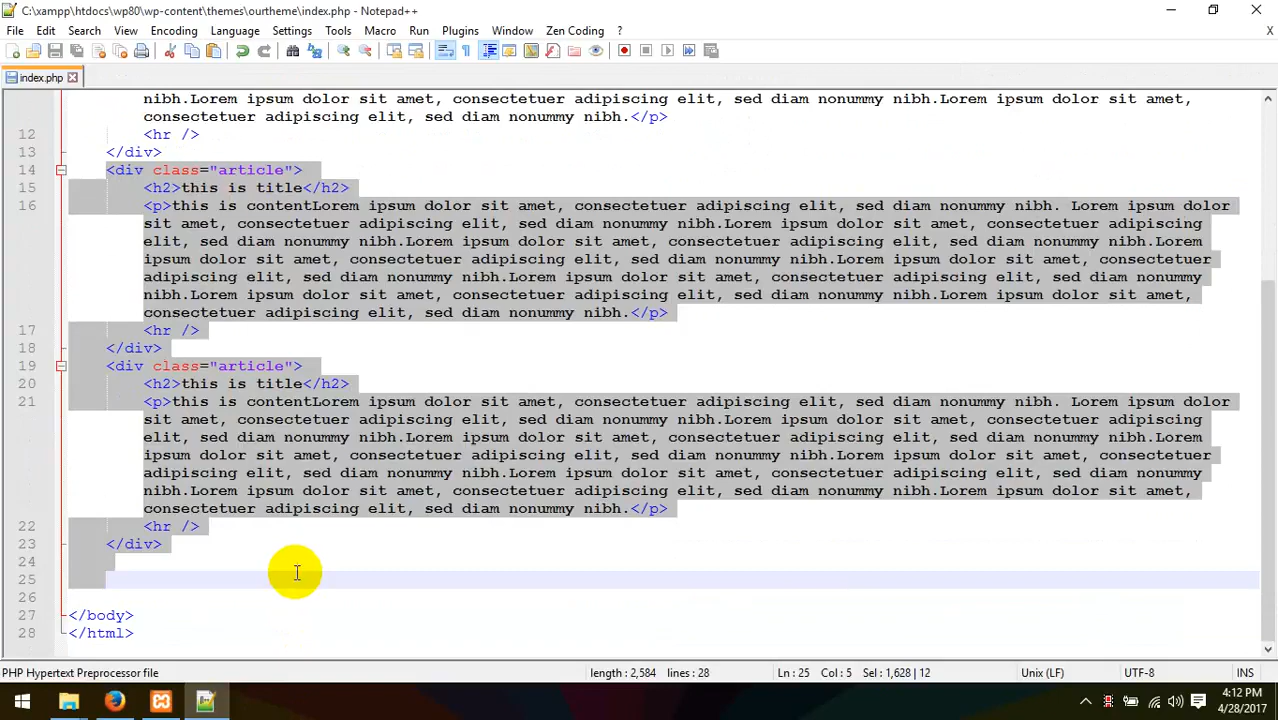 C:\xampp\htdocs\wp80\wp-content\themes\ourtheme\index.php - Notepad++
File Edit Search View Encoding Language Settings Tools Macro Run Plugins Window Zen Coding ? X
index.php
nibh.Lorem ipsum dolor sit amet, consectetuer adipiscing elit, sed diam nonummy nibh.Lorem ipsum dolor sit amet,
consectetuer adipiscing elit, sed diam nonummy nibh.</p>
12 <hr />
13 </div>
14 <div class="article">
15 <h2>this is title</h2>
16 <p>this is contentLorem ipsum dolor sit amet, consectetuer adipiscing elit, sed diam nonummy nibh. Lorem ipsum dolor
sit amet, consectetuer adipiscing elit, sed diam nonummy nibh.Lorem ipsum dolor sit amet, consectetuer adipiscing
elit, sed diam nonummy nibh.Lorem ipsum dolor sit amet, consectetuer adipiscing elit, sed diam nonummy nibh.Lorem
ipsum dolor sit amet, consectetuer adipiscing elit, sed diam nonummy nibh.Lorem ipsum dolor sit amet, consectetuer
adipiscing elit, sed diam nonummy nibh.Lorem ipsum dolor sit amet, consectetuer adipiscing elit, sed diam nonummy
nibh.Lorem ipsum dolor sit amet, consectetuer adipiscing elit, sed diam nonummy nibh.Lorem ipsum dolor sit amet,
consectetuer adipiscing elit, sed diam nonummy nibh.</p>
17 <hr />
18 </div>
19 <div class="article">
20 <h2>this is title</h2>
21 <p>this is contentLorem ipsum dolor sit amet, consectetuer adipiscing elit, sed diam nonummy nibh. Lorem ipsum dolor
sit amet, consectetuer adipiscing elit, sed diam nonummy nibh.Lorem ipsum dolor sit amet, consectetuer adipiscing
elit, sed diam nonummy nibh.Lorem ipsum dolor sit amet, consectetuer adipiscing elit, sed diam nonummy nibh.Lorem
ipsum dolor sit amet, consectetuer adipiscing elit, sed diam nonummy nibh.Lorem ipsum dolor sit amet, consectetuer
adipiscing elit, sed diam nonummy nibh.Lorem ipsum dolor sit amet, consectetuer adipiscing elit, sed diam nonummy
nibh.Lorem ipsum dolor sit amet, consectetuer adipiscing elit, sed diam nonummy nibh.Lorem ipsum dolor sit amet,
consectetuer adipiscing elit, sed diam nonummy nibh.</p>
22 <hr />
23 </div>
24
25
26
27 </body>
28 </html>
PHP Hypertext Preprocessor file length : 2,584 lines : 28 Ln : 25 Col : 5 Sel : 1,628 | 12 Unix (LF) UTF-8 INS
4:12 PM
4/28/2017